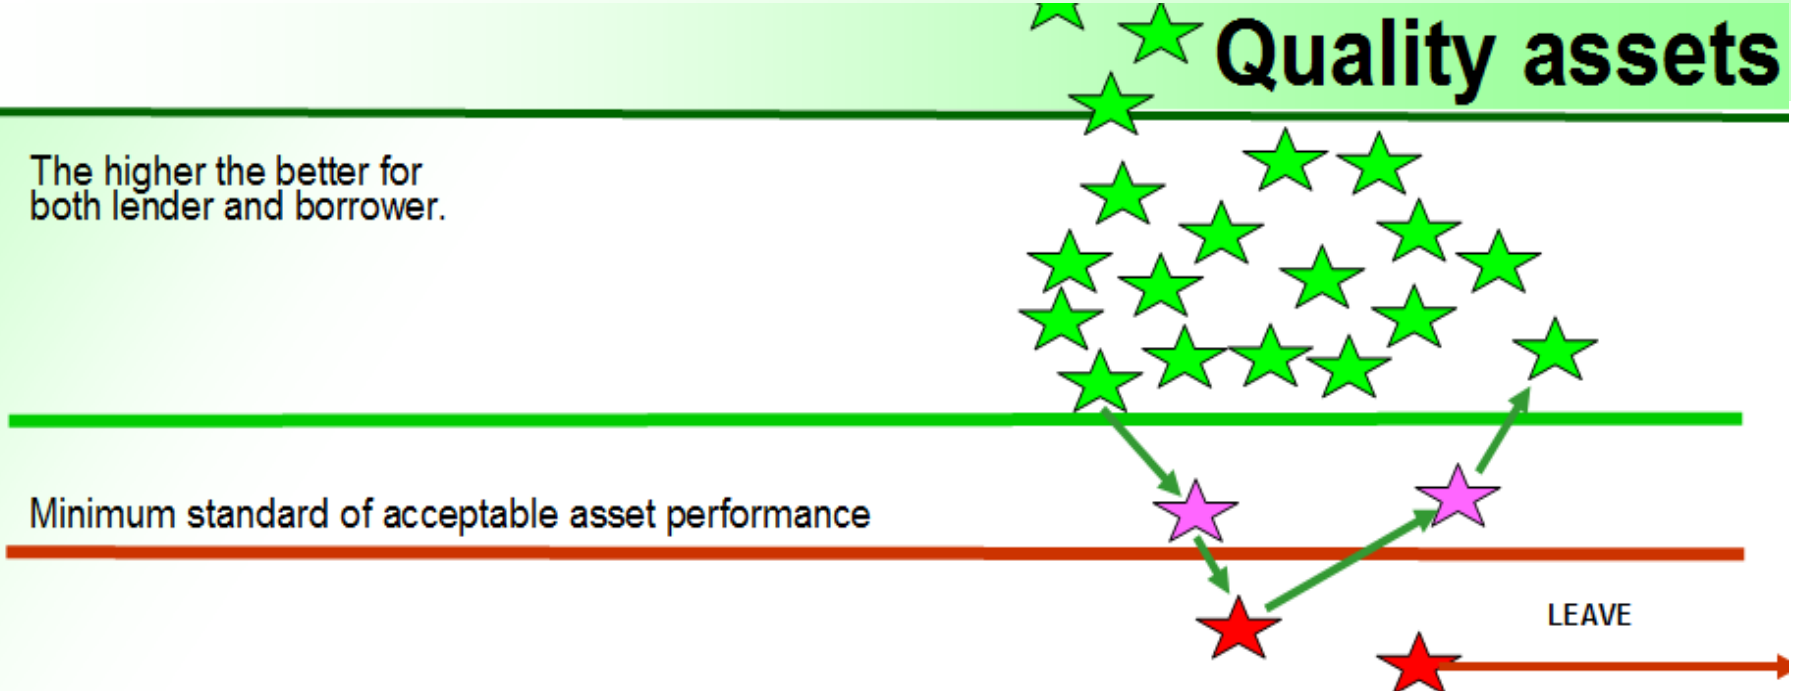 Quality assets
The higher the better for
both lender and borrower.
Minimum standard of acceptable asset performance
LEAVE